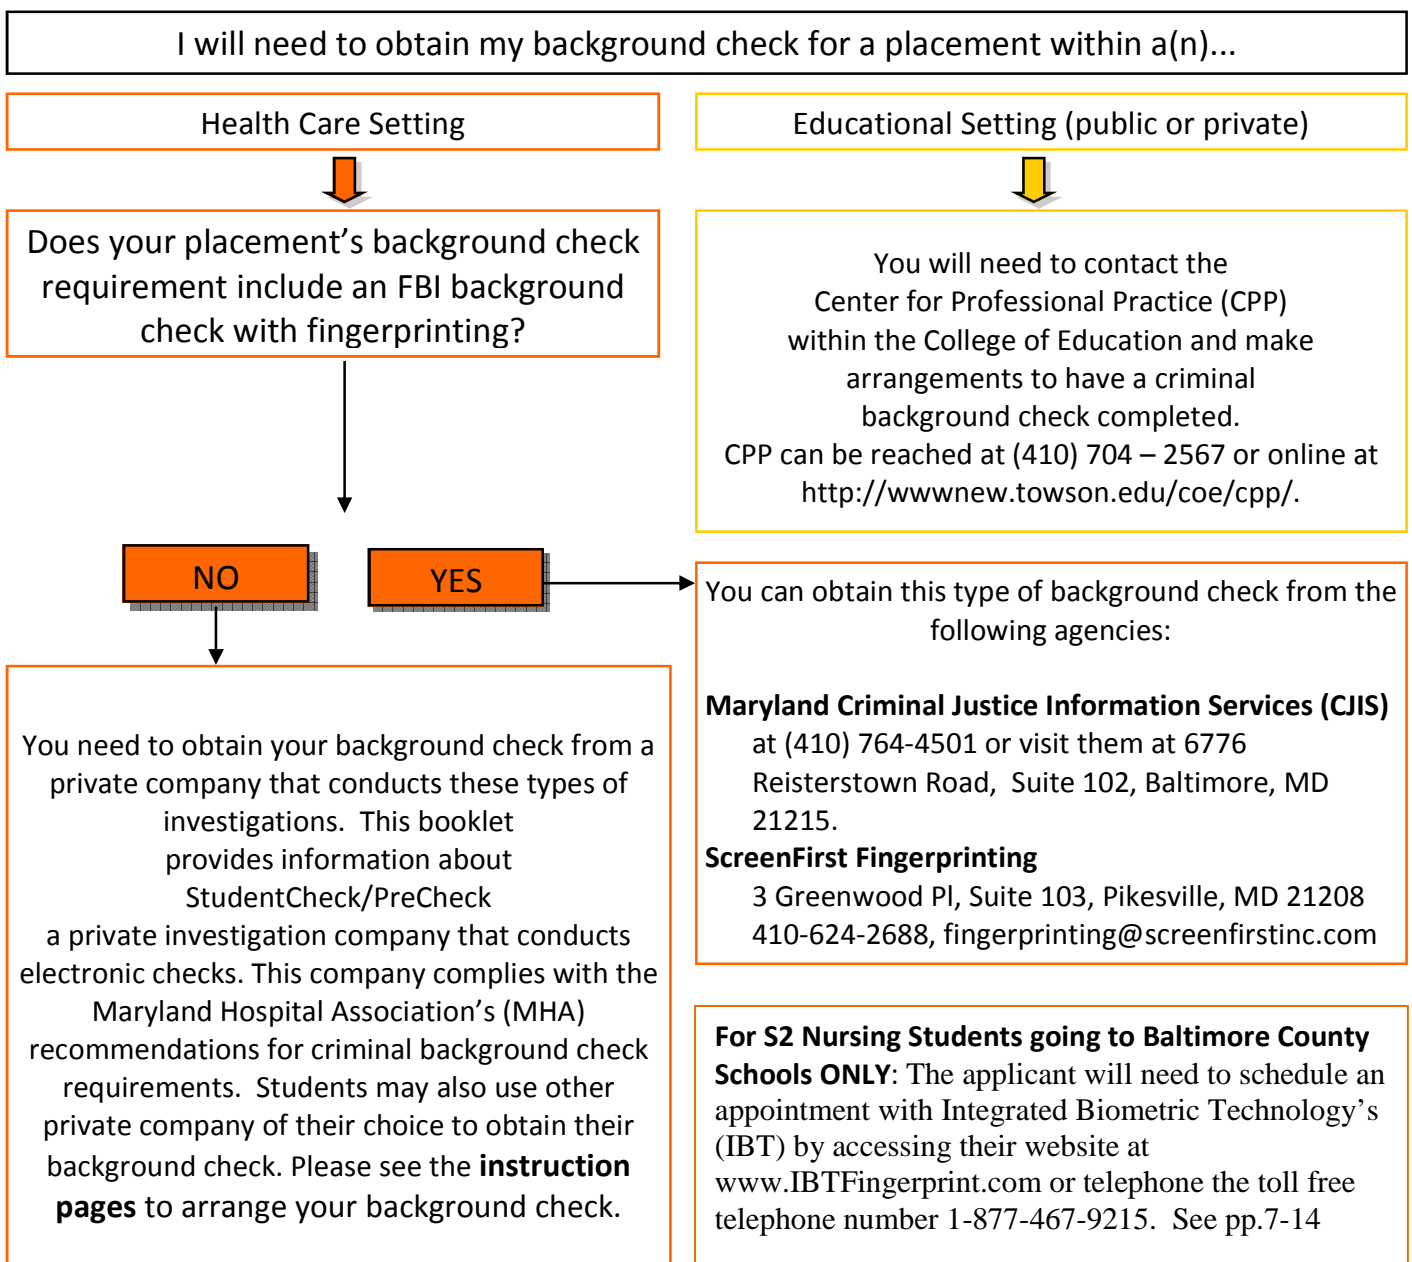 I will need to obtain my background check for a placement within a(n)...
Health Care Setting
Educational Setting (public or private)
Does your placement’s background check
requirement include an FBI background
check with fingerprinting?
You will need to contact the
Center for Professional Practice (CPP)
within the College of Education and make
arrangements to have a criminal
background check completed.
CPP can be reached at (410) 704 – 2567 or online at
http://wwwnew.towson.edu/coe/cpp/.
NO
YES
You can obtain this type of background check from the
following agencies:
Maryland Criminal Justice Information Services (CJIS)
at (410) 764-4501 or visit them at 6776
Reisterstown Road, Suite 102, Baltimore, MD
21215.
ScreenFirst Fingerprinting
3 Greenwood Pl, Suite 103, Pikesville, MD 21208
410-624-2688, fingerprinting@screenfirstinc.com
You need to obtain your background check from a
private company that conducts these types of
investigations. This booklet
provides information about
StudentCheck/PreCheck
a private investigation company that conducts
electronic checks. This company complies with the
Maryland Hospital Association’s (MHA)
recommendations for criminal background check
requirements. Students may also use other
private company of their choice to obtain their
background check. Please see the instruction
pages to arrange your background check.
For S2 Nursing Students going to Baltimore County
Schools ONLY: The applicant will need to schedule an
appointment with Integrated Biometric Technology’s
(IBT) by accessing their website at
www.IBTFingerprint.com or telephone the toll free
telephone number 1-877-467-9215. See pp.7-14